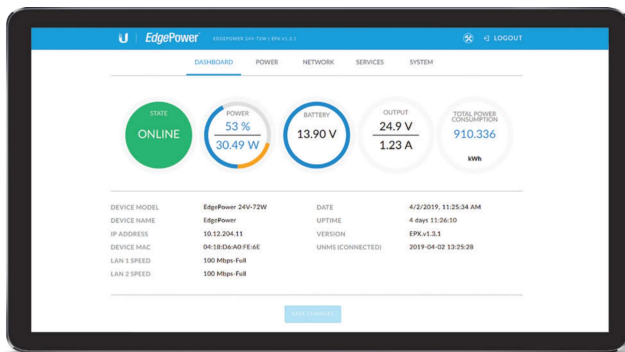 U EdgePower™ EDGEPOWER 24V-72W | EPX.V1.3.1 LOGOUT
DASHBOARD POWER NETWORK SERVICES SYSTEM
STATE
ONLINE
POWER
53 %
30.49 W
BATTERY
13.90 V
OUTPUT
24.9 V
1.23 A
TOTAL POWER
CONSUMPTION
910.336
kWh
DEVICE MODEL EdgePower 24V-72W DATE 4/2/2019, 11:25:34 AM
DEVICE NAME EdgePower UPTIME 4 days 11:26:10
IP ADDRESS 10.12.204.11 VERSION EPX.v1.3.1
DEVICE MAC 04:18:D6:A0:FE:6E UNMS (CONNECTED) 2019-04-02 13:25:28
LAN 1 SPEED 100 Mbps-Full
LAN 2 SPEED 100 Mbps-Full
SAVE CHANGES